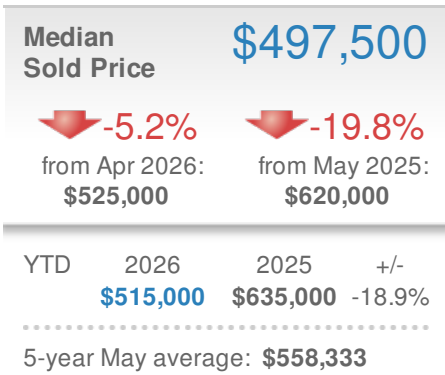 Median $497,500
Sold Price
-5.2% -19.8%
from Apr 2026: from May 2025:
$525,000 $620,000
YTD 2026 2025 +/-
$515,000 $635,000 -18.9%
5-year May average: $558,333